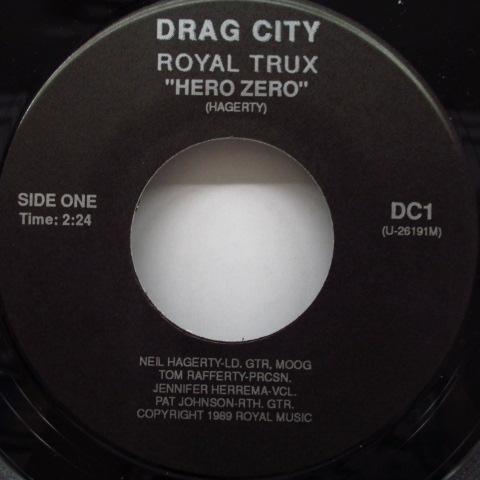 DRAG CITY
ROYAL TRUX
"HERO ZERO"
(HAGERTY)
SIDE ONE
Time: 2:24
DC1
(U-26191M)
NEIL HAGERTY-LD. GTR, MOOG
TOM RAFFERTY-PRCSN.
JENNIFER HERREMA-VCL.
PAT JOHNSON-RTH. GTR.
COPYRIGHT 1989 ROYAL MUSIC